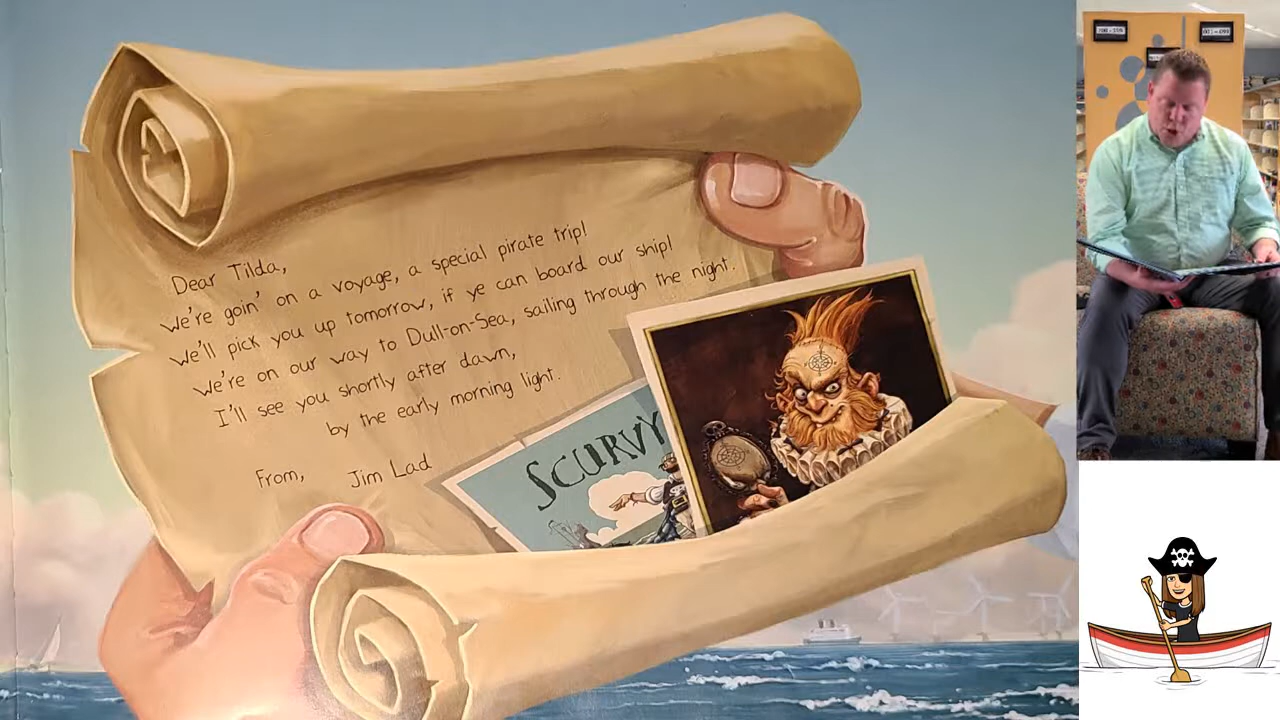 Dear Tilda,
We're goin' on a voyage, a special pirate trip!
We'll pick you up tomorrow, if ye can board our ship!
We're on our way to Dull-on-Sea, sailing through the night.
I'll see you shortly after dawn,
by the early morning light.
From, Jim Lad
SCURVY